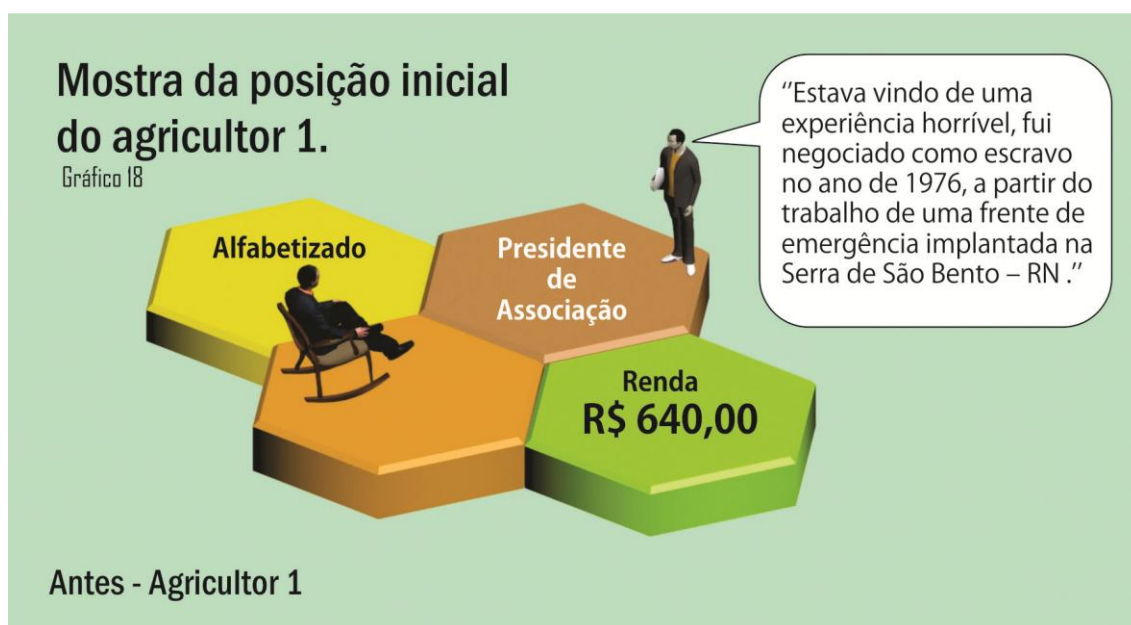 Mostra da posição inicial
do agricultor 1.
Gráfico 18
"Estava vindo de uma
experiência horrível, fui
negociado como escravo
no ano de 1976, a partir do
trabalho de uma frente de
emergência implantada na
Serra de São Bento – RN ."
Alfabetizado
Presidente
de
Associação
Renda
R$ 640,00
Antes - Agricultor 1